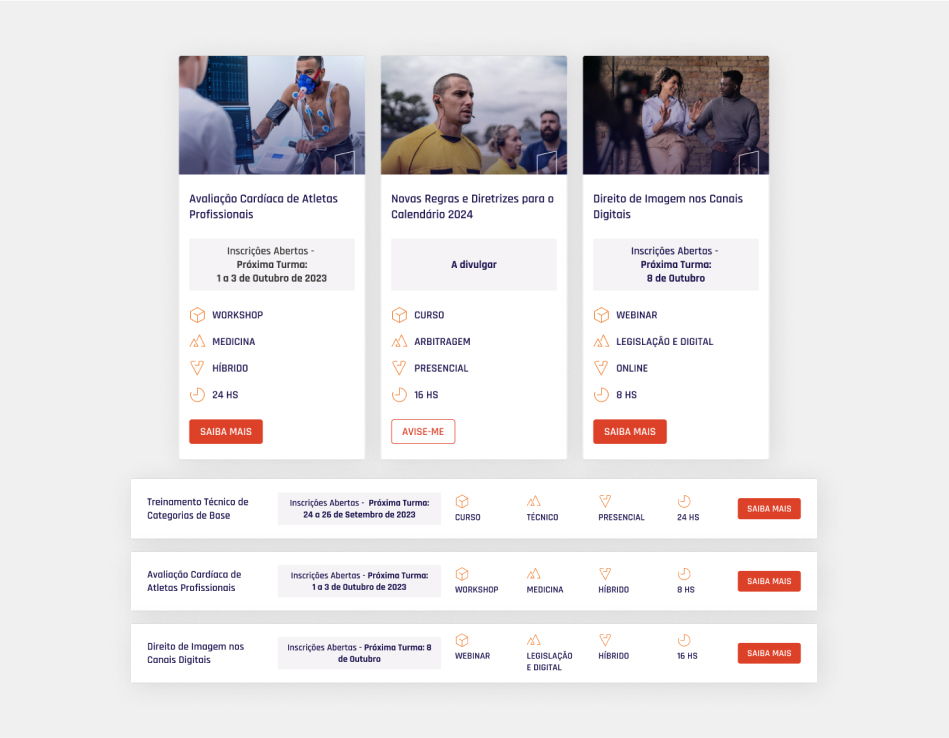 Avaliação Cardíaca de Atletas
Profissionais
Inscrições Abertas -
Próxima Turma:
1 a 3 de Outubro de 2023
WORKSHOP
MEDICINA
HÍBRIDO
24 HS
SAIBA MAIS
Novas Regras e Diretrizes para o
Calendário 2024
A divulgar
CURSO
ARBITRAGEM
PRESENCIAL
16 HS
AVISE-ME
Direito de Imagem nos Canais
Digitais
Inscrições Abertas -
Próxima Turma:
8 de Outubro
WEBINAR
LEGISLAÇÃO E DIGITAL
ONLINE
8 HS
SAIBA MAIS
Treinamento Técnico de
Categorias de Base
Inscrições Abertas - Próxima Turma:
24 a 26 de Setembro de 2023
CURSO
TÉCNICO
PRESENCIAL
24 HS
SAIBA MAIS
Avaliação Cardíaca de
Atletas Profissionais
Inscrições Abertas - Próxima Turma:
1 a 3 de Outubro de 2023
WORKSHOP
MEDICINA
HÍBRIDO
8 HS
SAIBA MAIS
Direito de Imagem nos
Canais Digitais
Inscrições Abertas - Próxima Turma: 8
de Outubro
WEBINAR
LEGISLAÇÃO
E DIGITAL
HÍBRIDO
16 HS
SAIBA MAIS